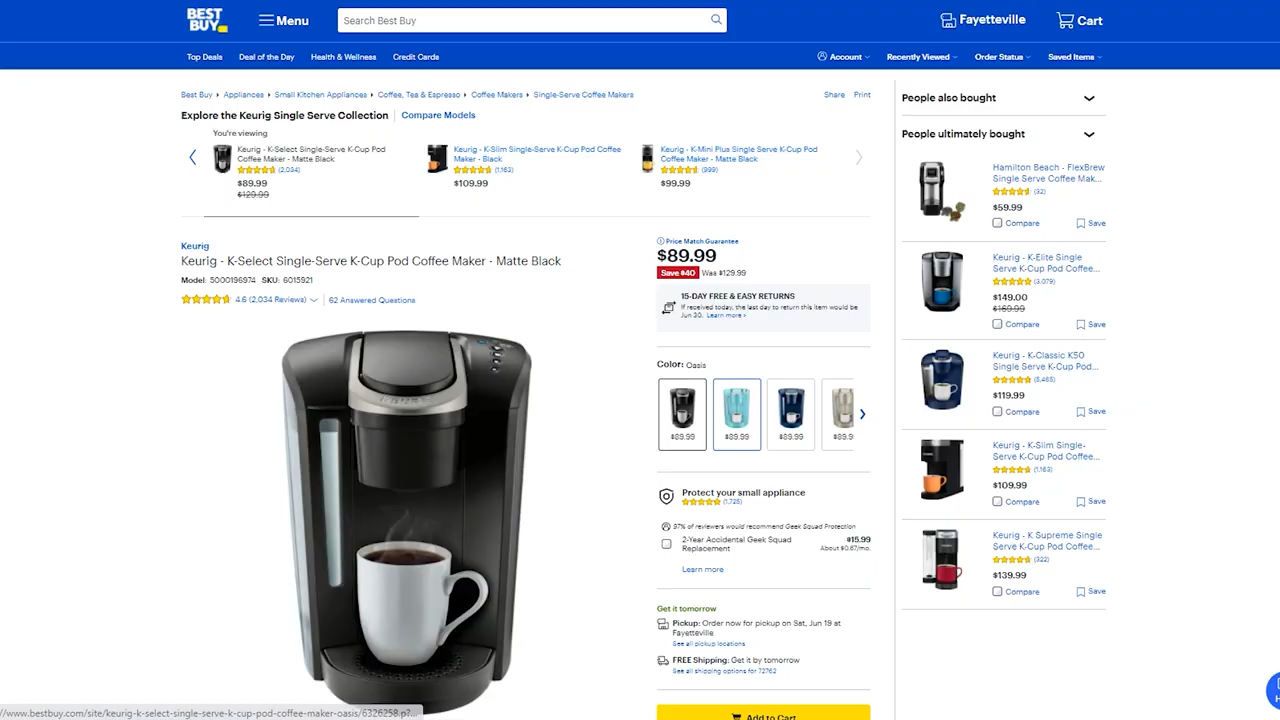 BEST
BUY
Menu
Search Best Buy
Fayetteville
Cart
Top Deals
Deal of the Day
Health & Wellness
Credit Cards
Account
Recently Viewed
Order Status
Saved Items
Best Buy
Appliances
Small Kitchen Appliances
Coffee, Tea & Espresso
Coffee Makers
Single-Serve Coffee Makers
Share
Print
Explore the Keurig Single Serve Collection
Compare Models
You're viewing
Keurig - K-Select Single-Serve K-Cup Pod
Coffee Maker - Matte Black
(2,034)
$89.99
$129.99
Keurig - K-Slim Single-Serve K-Cup Pod Coffee
Maker - Black
(1,163)
$109.99
Keurig - K-Mini Plus Single Serve K-Cup Pod
Coffee Maker - Matte Black
(999)
$99.99
Keurig
Keurig - K-Select Single-Serve K-Cup Pod Coffee Maker - Matte Black
Model: 5000196974 SKU: 6015921
4.6 (2,034 Reviews)
62 Answered Questions
KEURIG
Price Match Guarantee
$89.99
Save $40
Was $129.99
15-DAY FREE & EASY RETURNS
If received today, the last day to return this item would be
Jun 30. Learn more ›
Color: Oasis
$89.99
$89.99
$89.99
$89.9
Protect your small appliance
(1,725)
97% of reviewers would recommend Geek Squad Protection
2-Year Accidental Geek Squad
Replacement
$15.99
About $0.67/mo.
Learn more
Get it tomorrow
Pickup: Order now for pickup on Sat, Jun 19 at
Fayetteville
See all pickup locations
FREE Shipping: Get it by tomorrow
See all shipping options for 72762
Add to Cart
People also bought
People ultimately bought
Hamilton Beach - FlexBrew
Single Serve Coffee Mak...
(32)
$59.99
Compare
Save
Keurig - K-Elite Single
Serve K-Cup Pod Coffee...
(3,079)
$149.00
$169.99
Compare
Save
Keurig - K-Classic K50
Single Serve K-Cup Pod...
(5,465)
$119.99
Compare
Save
Keurig - K-Slim Single-
Serve K-Cup Pod Coffee...
(1,163)
$109.99
Compare
Save
Keurig - K Supreme Single
Serve K-Cup Pod Coffee...
(322)
$139.99
Compare
Save
//www.bestbuy.com/site/keurig-k-select-single-serve-k-cup-pod-coffee-maker-oasis/6326258.p?...